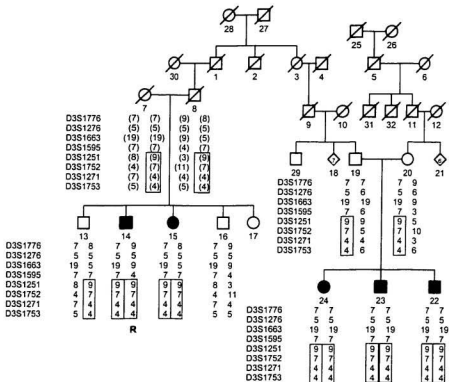 28 27
25 26
30 1 2 3 4
5 6
7 8
9 10 31 32 11 12
D3S1776 (7) (7) (9) (8)
D3S1276 (5) (5) (5) (5)
D3S1663 (19) (19) (9) (5)
D3S1595 (7) (7) (4) (7)
D3S1251 (8) (9) (3) (9)
D3S1752 (4) (7) (11) (7)
D3S1271 (7) (4) (7) (4)
D3S1753 (5) (4) (5) (4)
? 6
29 18 19 20 21
D3S1776 7 7 7 9
D3S1276 5 6 5 6
D3S1663 19 19 19 9
D3S1595 7 6 7 3
D3S1251 9 9 9 5
D3S1752 7 5 7 10
D3S1271 4 4 4 3
D3S1753 4 6 4 6
13 14 15 16 17
D3S1776 7 8 7 9 7 8 7 9
D3S1276 5 5 5 5 5 5 5 5
D3S1663 19 5 19 9 19 5 19 9
D3S1595 7 7 7 7 7 7 7 4
D3S1251 8 9 9 9 9 9 8 3
D3S1752 4 7 7 7 7 7 4 11
D3S1271 7 4 4 4 4 4 7 7
D3S1753 5 4 4 4 4 4 5 5
R
24 23 22
D3S1776 7 7 7 7 7 7
D3S1276 5 5 5 5 5 5
D3S1663 19 19 19 19 19 19
D3S1595 7 7 7 7 7 7
D3S1251 9 9 9 9 9 9
D3S1752 7 7 7 7 7 7
D3S1271 4 4 4 4 4 4
D3S1753 4 4 4 4 4 4